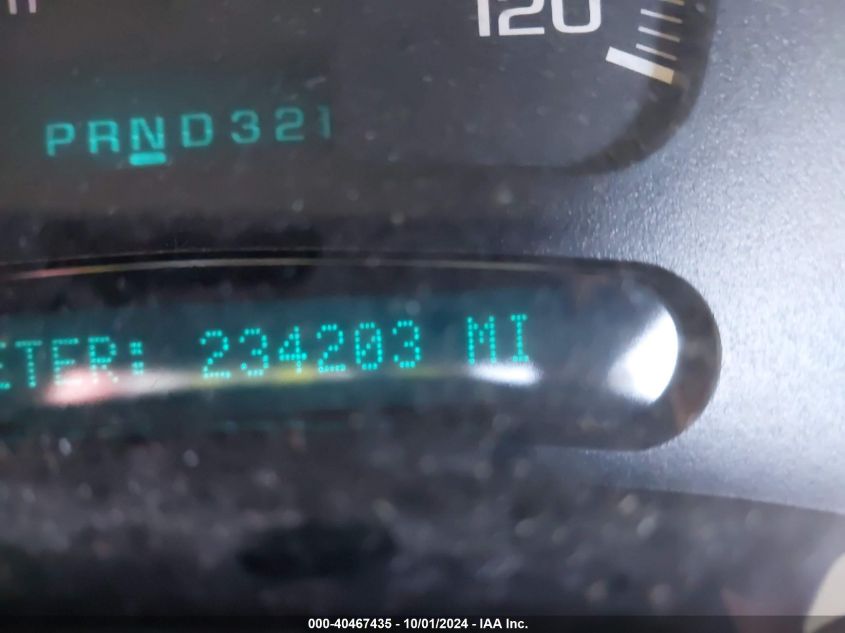 120
PRND321
ETER: 234203 MI
000-40467435 - 10/01/2024 - IAA Inc.